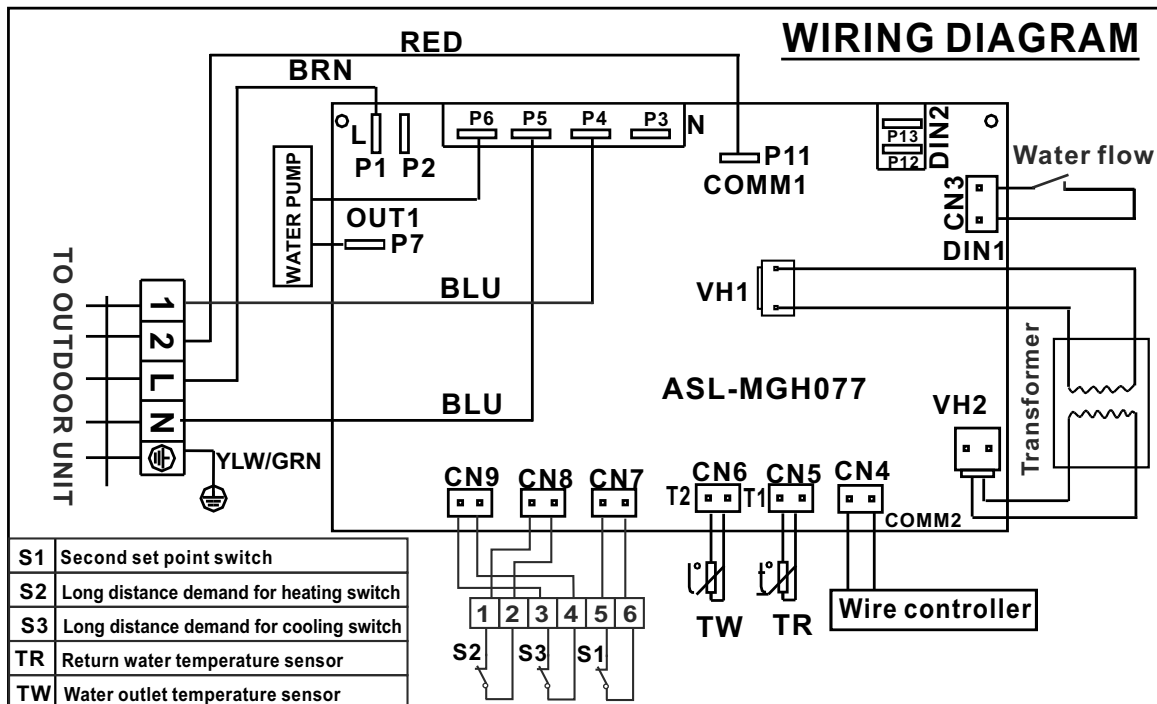 WIRING DIAGRAM
RED
BRN
L
P1
P2
P6
P5
P4
P3
N
P11
COMM1
P13
P12
DIN2
Water flow
CN3
DIN1
WATER PUMP
OUT1
P7
TO OUTDOOR UNIT
1
2
L
N
BLU
BLU
YLW/GRN
VH1
ASL-MGH077
VH2
Transformer
CN9
CN8
CN7
T2
CN6
T1
CN5
CN4
COMM2
1 2 3 4 5 6
S2
S3
S1
t°
t°
TW
TR
Wire controller
S1 Second set point switch
S2 Long distance demand for heating switch
S3 Long distance demand for cooling switch
TR Return water temperature sensor
TW Water outlet temperature sensor